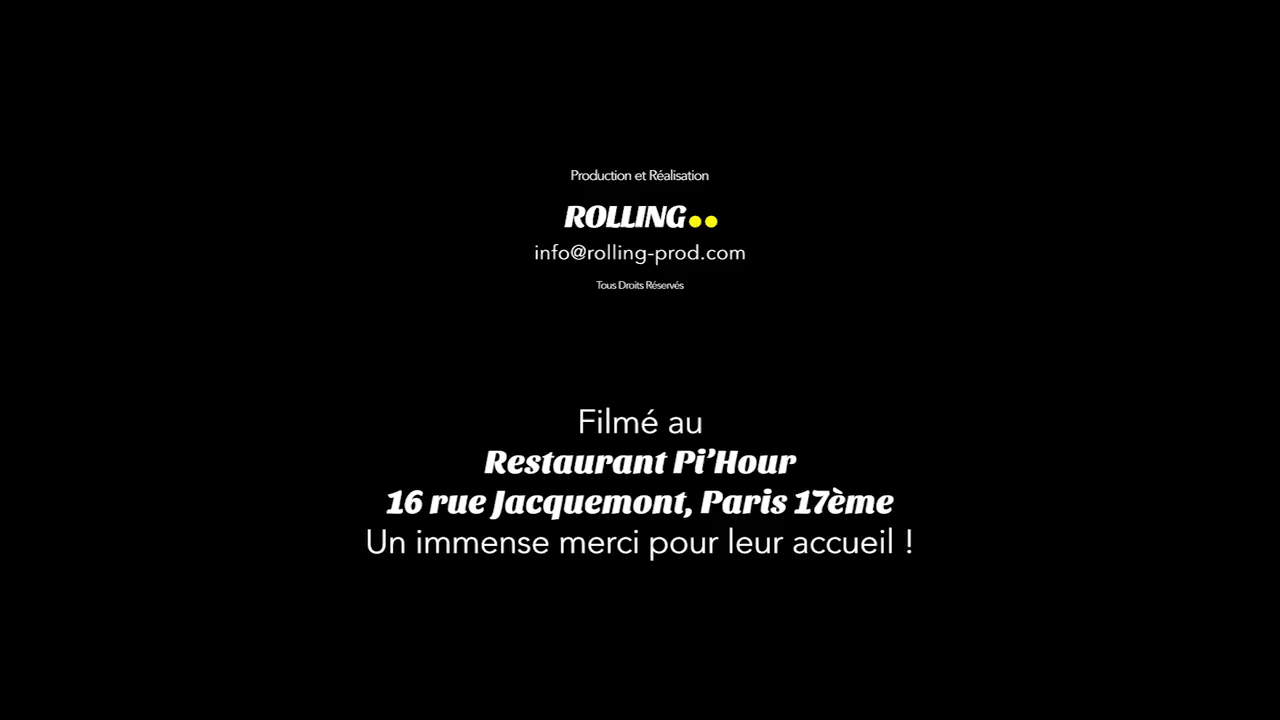 Production et Réalisation
ROLLING
info@rolling-prod.com
Tous Droits Réservés
Filmé au
Restaurant Pi’Hour
16 rue Jacquemont, Paris 17ème
Un immense merci pour leur accueil !